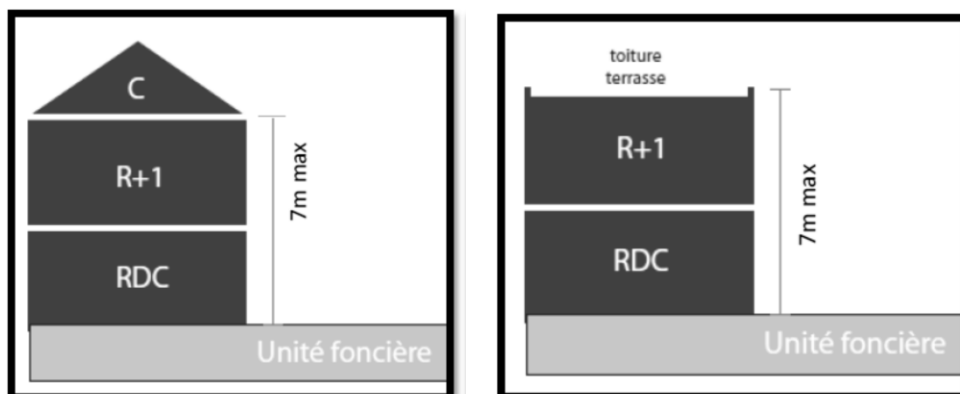 C
R+1
7m max
RDC
Unité foncière
toiture
terrasse
R+1
7m max
RDC
Unité foncière